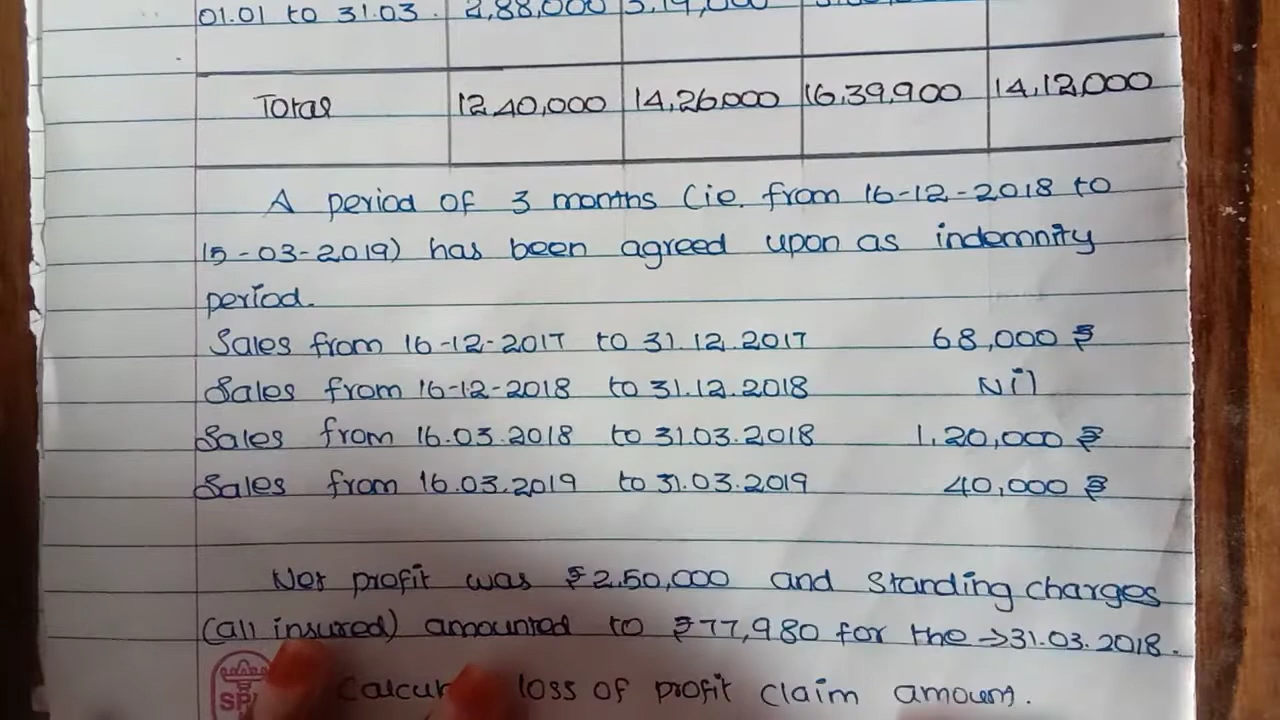 01.01 to 31.03. 2,88,000
Total 12,40,000 14,26,000 16,39,900 14,12,000
A period of 3 months (ie. from 16-12-2018 to
15-03-2019) has been agreed upon as indemnity
period.
Sales from 16-12-2017 to 31.12.2017 68,000 ₹
Sales from 16-12-2018 to 31.12.2018 Nil
Sales from 16.03.2018 to 31.03.2018 1,20,000 ₹
Sales from 16.03.2019 to 31.03.2019 40,000 ₹
Net profit was ₹2,50,000 and Standing charges
(all insured) amounted to ₹77,980 for the →31.03.2018.
loss of profit claim amount.